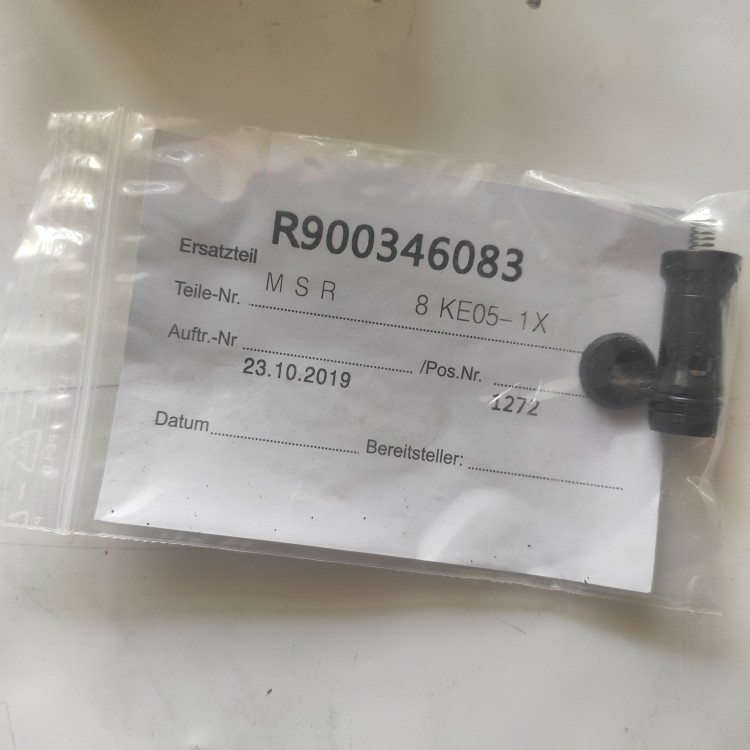 R900346083
Ersatzteil
Teile-Nr. M S R 8 KE05-1X
Auftr.-Nr /Pos.Nr.
23.10.2019 1272
Datum Bereitsteller: